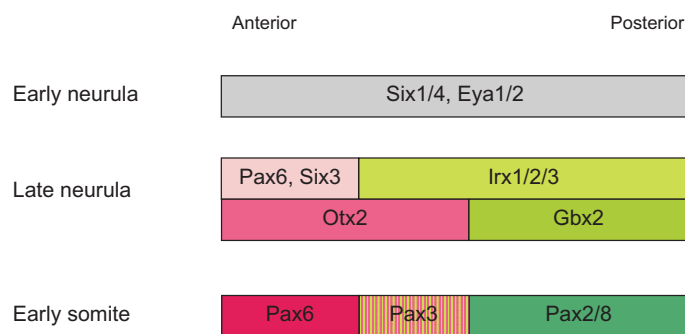 Anterior Posterior
Early neurula Six1/4, Eya1/2
Pax6, Six3 Irx1/2/3
Late neurula
Otx2 Gbx2
Early somite Pax6 Pax3 Pax2/8